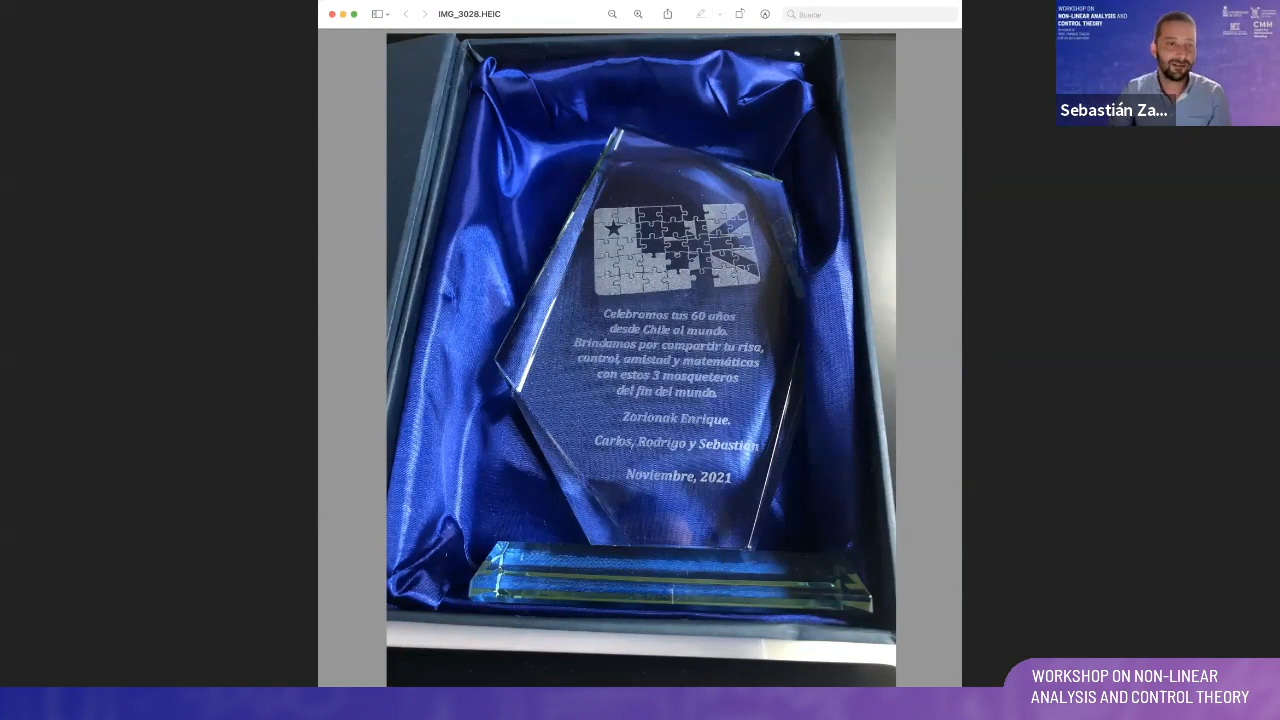 IMG_3028.HEIC
Buscar
WORKSHOP ON
NON-LINEAR ANALYSIS AND
CONTROL THEORY
CMM
Sebastián Za...
Celebramos tus 60 años
desde Chile al mundo.
Brindamos por compartir tu risa,
control, amistad y matemáticas
con estos 3 mosqueteros
del fin del mundo.
Zorionak Enrique.
Carlos, Rodrigo y Sebastián
Noviembre, 2021
WORKSHOP ON NON-LINEAR
ANALYSIS AND CONTROL THEORY